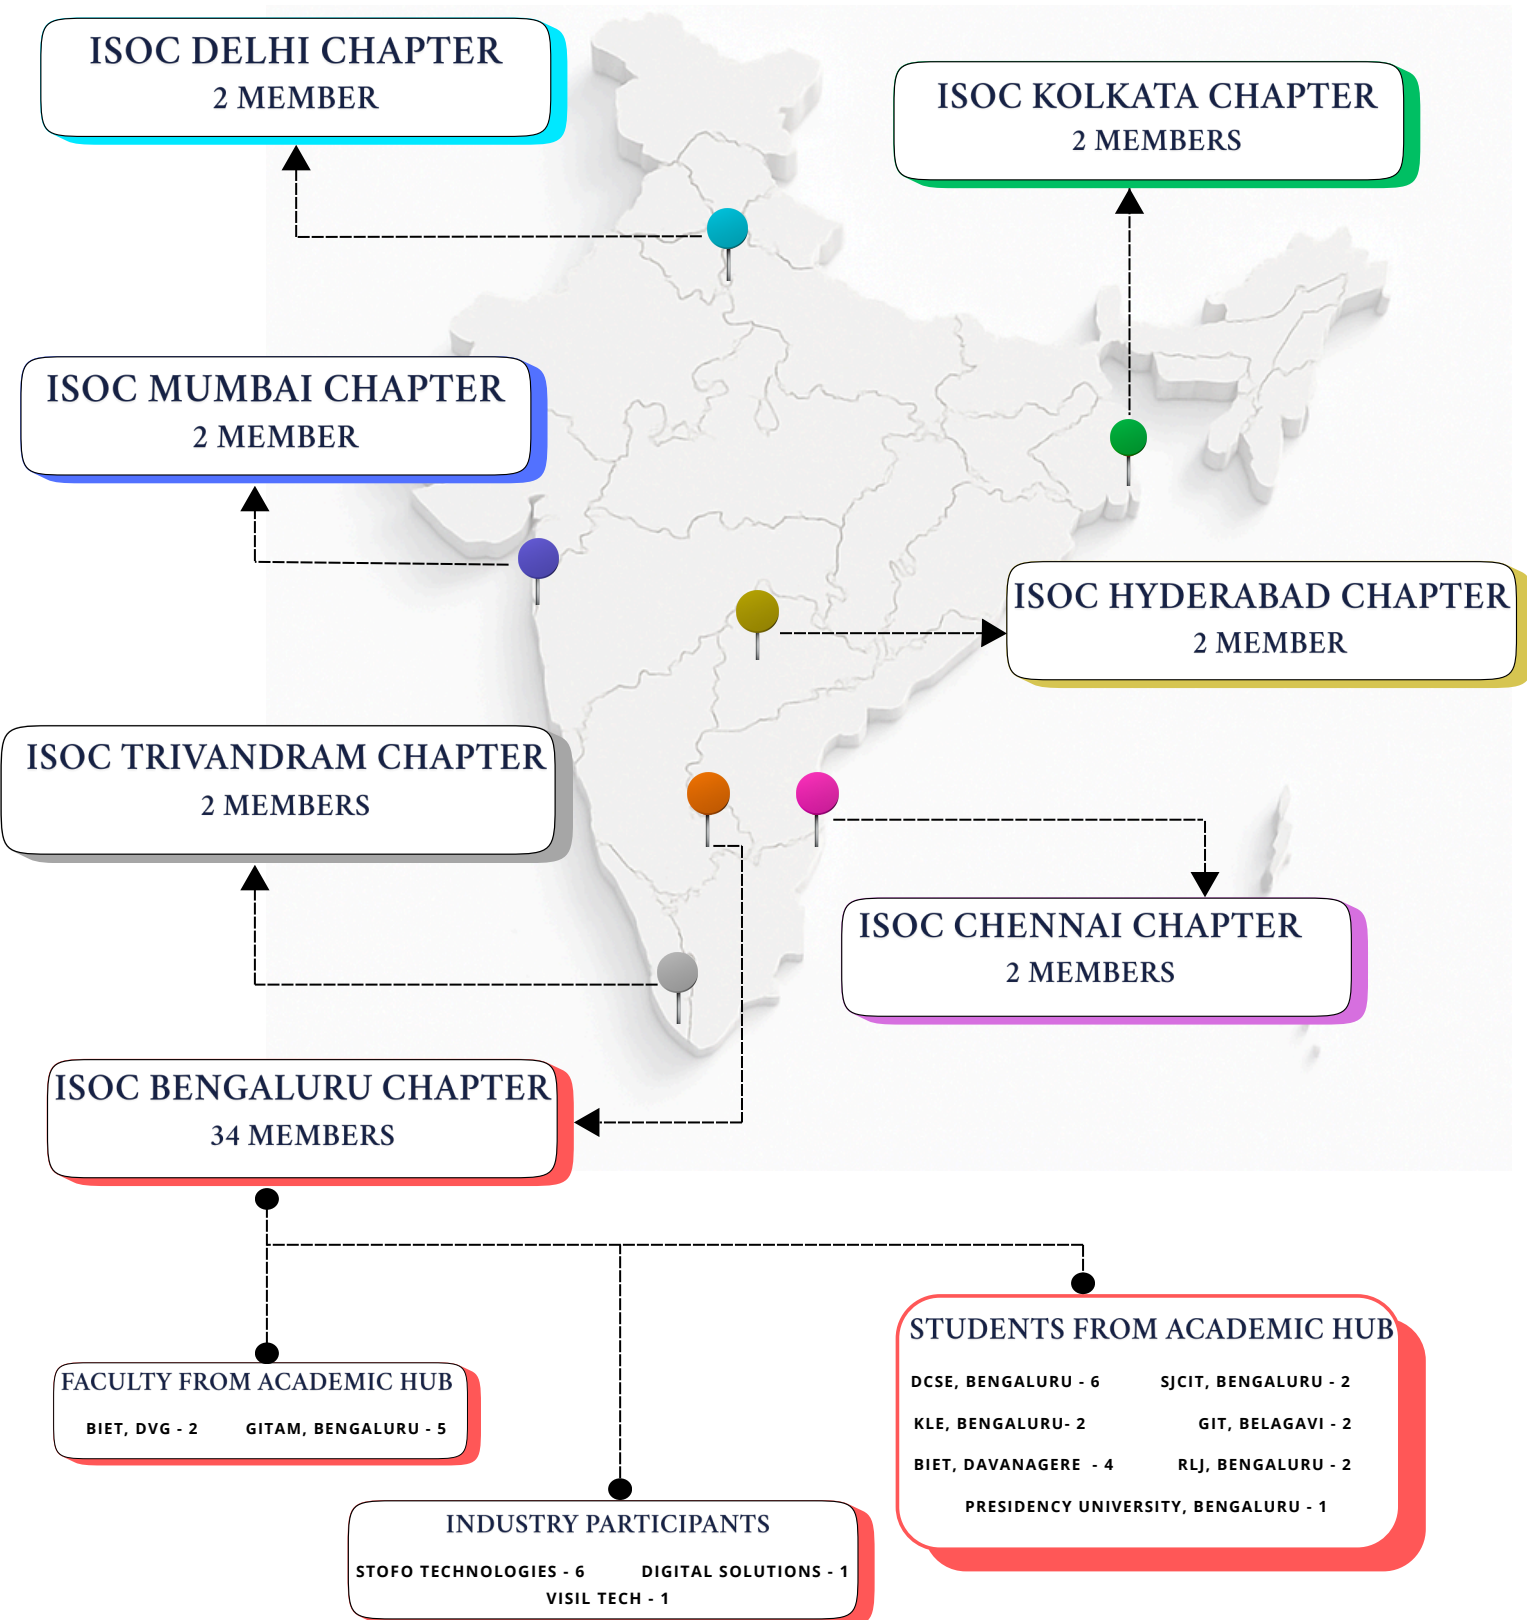 ISOC DELHI CHAPTER
2 MEMBER
ISOC KOLKATA CHAPTER
2 MEMBERS
ISOC MUMBAI CHAPTER
2 MEMBER
ISOC HYDERABAD CHAPTER
2 MEMBER
ISOC TRIVANDRAM CHAPTER
2 MEMBERS
ISOC CHENNAI CHAPTER
2 MEMBERS
ISOC BENGALURU CHAPTER
34 MEMBERS
FACULTY FROM ACADEMIC HUB
BIET, DVG - 2 GITAM, BENGALURU - 5
STUDENTS FROM ACADEMIC HUB
DCSE, BENGALURU - 6 SJCIT, BENGALURU - 2
KLE, BENGALURU- 2 GIT, BELAGAVI - 2
BIET, DAVANAGERE - 4 RLJ, BENGALURU - 2
PRESIDENCY UNIVERSITY, BENGALURU - 1
INDUSTRY PARTICIPANTS
STOFO TECHNOLOGIES - 6 DIGITAL SOLUTIONS - 1
VISIL TECH - 1